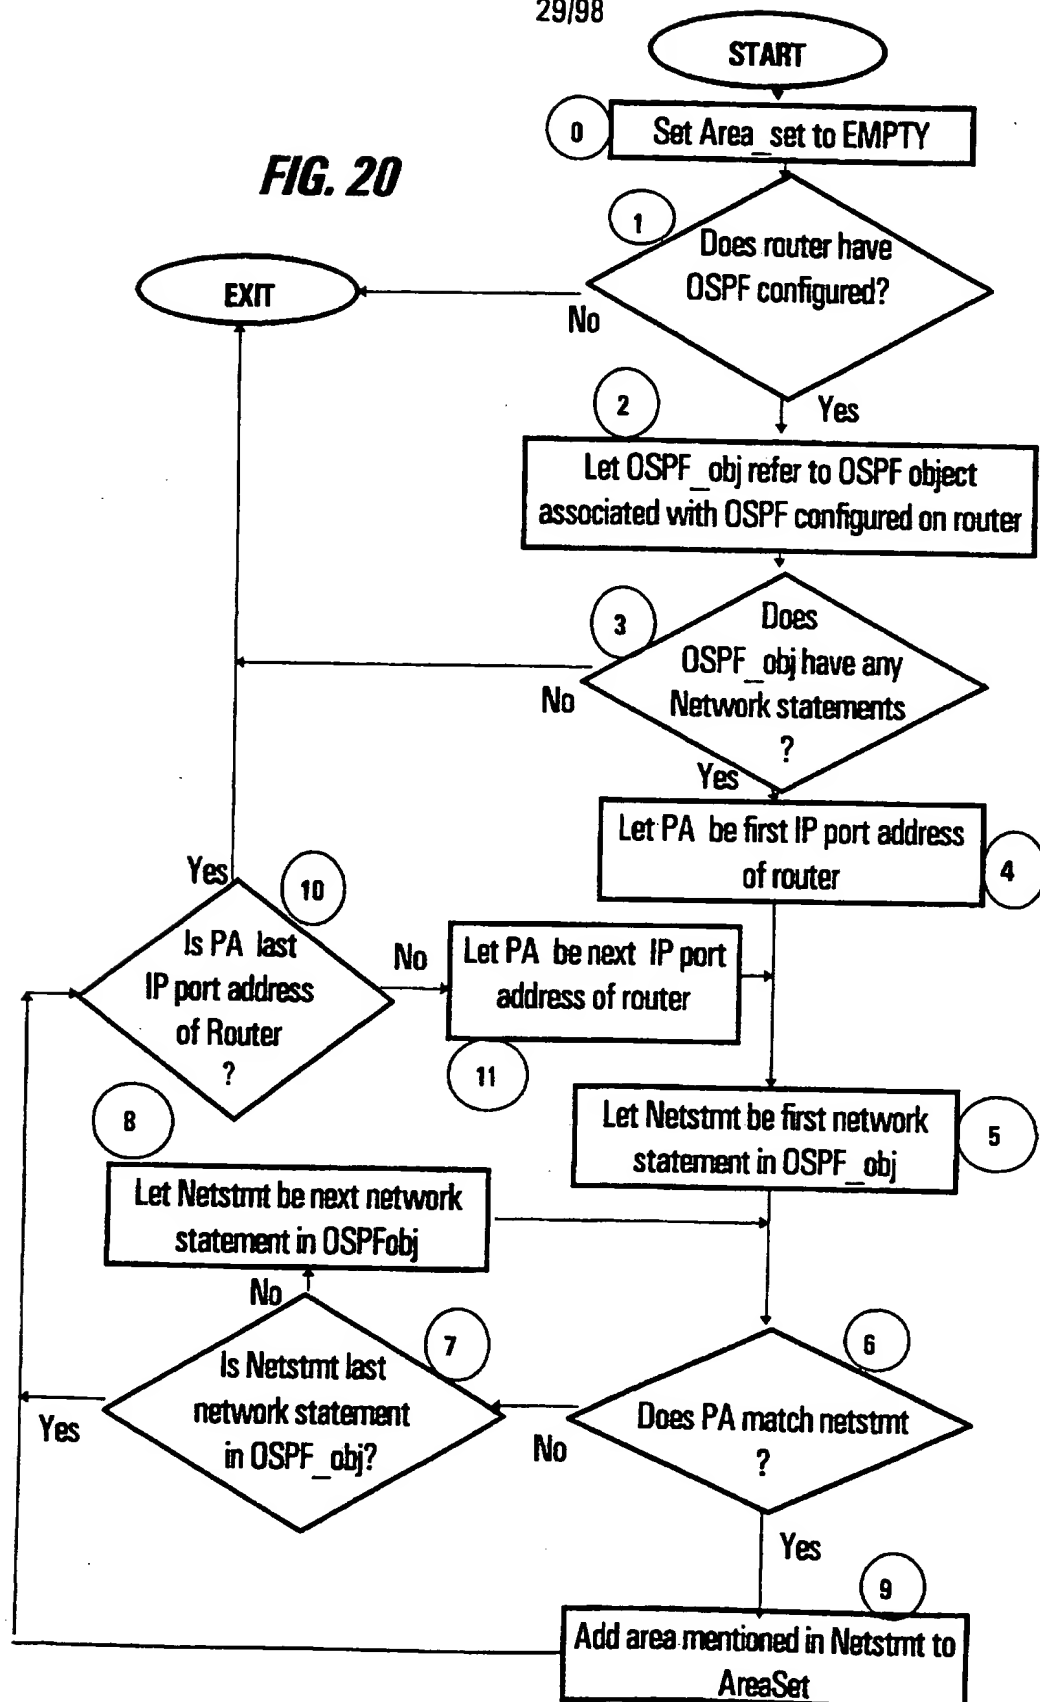 29/98
START
0
Set Area_set to EMPTY
FIG. 20
1
Does router have
OSPF configured?
EXIT
No
Yes
2
Let OSPF_obj refer to OSPF object
associated with OSPF configured on router
3
Does
OSPF_obj have any
Network statements
?
No
Yes
Let PA be first IP port address
of router
4
Yes
10
Is PA last
IP port address
of Router
?
No
Let PA be next IP port
address of router
11
8
Let Netstmt be first network
statement in OSPF_obj
5
Let Netstmt be next network
statement in OSPFobj
No
7
Is Netstmt last
network statement
in OSPF_obj?
Yes
6
Does PA match netstmt
?
No
Yes
9
Add area mentioned in Netstmt to
AreaSet